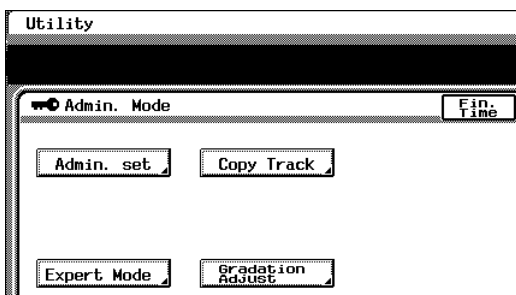 Utility
Admin. Mode
Fin.
Time
Admin. set
Copy Track
Expert Mode
Gradation
Adjust